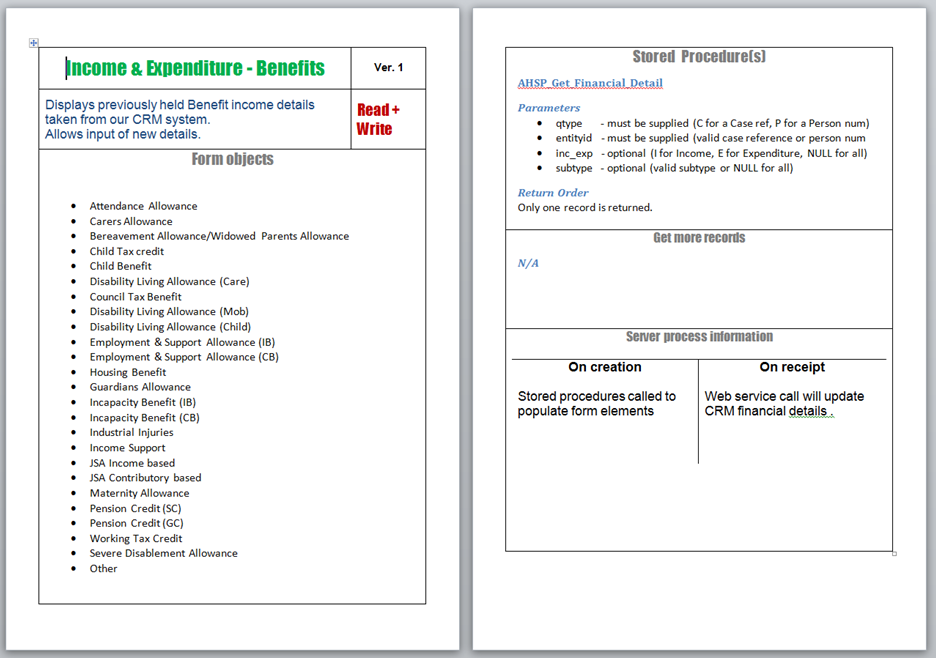 Income & Expenditure - Benefits
Ver. 1
Displays previously held Benefit income details
taken from our CRM system.
Allows input of new details.
Read +
Write
Form objects
• Attendance Allowance
• Carers Allowance
• Bereavement Allowance/Widowed Parents Allowance
• Child Tax credit
• Child Benefit
• Disability Living Allowance (Care)
• Council Tax Benefit
• Disability Living Allowance (Mob)
• Disability Living Allowance (Child)
• Employment & Support Allowance (IB)
• Employment & Support Allowance (CB)
• Housing Benefit
• Guardians Allowance
• Incapacity Benefit (IB)
• Incapacity Benefit (CB)
• Industrial Injuries
• Income Support
• JSA Income based
• JSA Contributory based
• Maternity Allowance
• Pension Credit (SC)
• Pension Credit (GC)
• Working Tax Credit
• Severe Disablement Allowance
• Other
Stored Procedure(s)
AHSP_Get_Financial_Detail
Parameters
• qtype - must be supplied (C for a Case ref, P for a Person num)
• entityid - must be supplied (valid case reference or person num
• inc_exp - optional (I for Income, E for Expenditure, NULL for all)
• subtype - optional (valid subtype or NULL for all)
Return Order
Only one record is returned.
Get more records
N/A
Server process information
On creation
Stored procedures called to
populate form elements
On receipt
Web service call will update
CRM financial details .